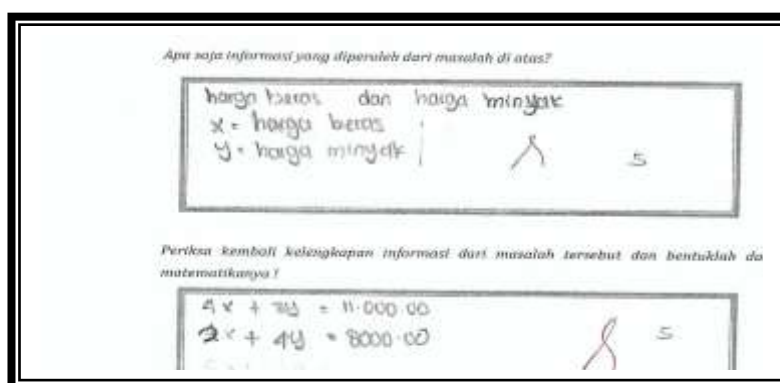 Apa saja informasi yang diperoleh dari masalah di atas?
harga beras dan harga minyak
x = harga beras
y = harga minyak
5
Periksa kembali kelengkapan informasi dari masalah tersebut dan bentuklah da
matematikanya !
4x + y = 11.000.00
2x + 4y = 8000.00
5